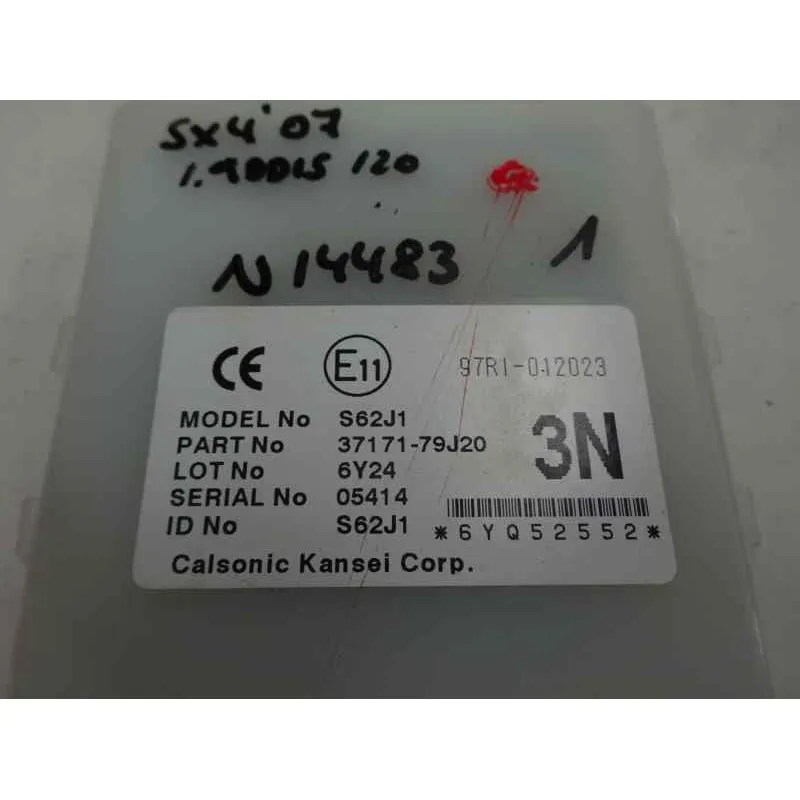 SX4'07
1.9DDIS 120
N14483 1
CE E11 97R1-012023
MODEL No S62J1
PART No 37171-79J20
3N
LOT No 6Y24
SERIAL No 05414
ID No S62J1
*6YQ52552*
Calsonic Kansei Corp.